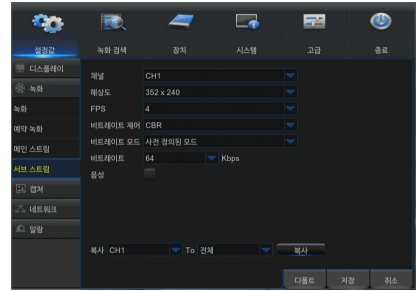 설정값 녹화 검색 장치 시스템 고급 종료
디스플레이
녹화
녹화
예약 녹화
메인 스트림
서브 스트림
캡처
네트워크
알람
채널 CH1
해상도 352 x 240
FPS 4
비트레이트 제어 CBR
비트레이트 모드 사전 정의된 모드
비트레이트 64 Kbps
음성
복사 CH1 To 전체 복사
디폴트 저장 취소